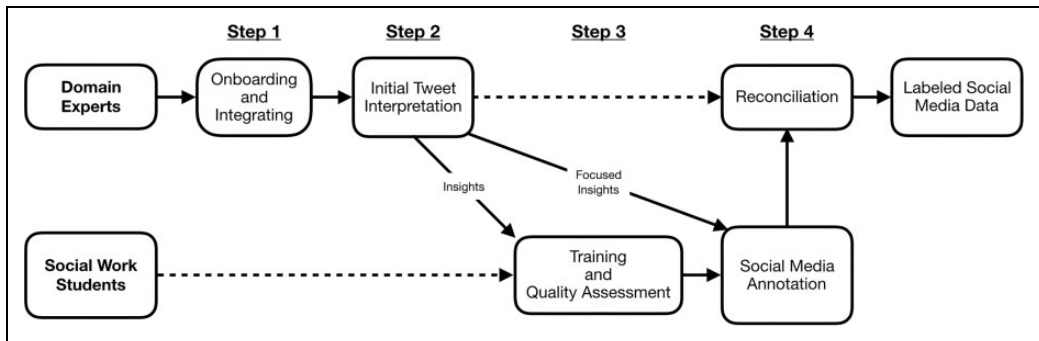 Step 1
Step 2
Step 3
Step 4
Domain
Experts
Onboarding
and
Integrating
Initial Tweet
Interpretation
Reconciliation
Labeled Social
Media Data
Insights
Focused
Insights
Social Work
Students
Training
and
Quality Assessment
Social Media
Annotation